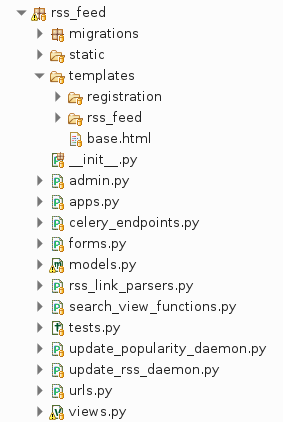 rss_feed
migrations
static
templates
registration
rss_feed
base.html
__init__.py
admin.py
apps.py
celery_endpoints.py
forms.py
models.py
rss_link_parsers.py
search_view_functions.py
tests.py
update_popularity_daemon.py
update_rss_daemon.py
urls.py
views.py